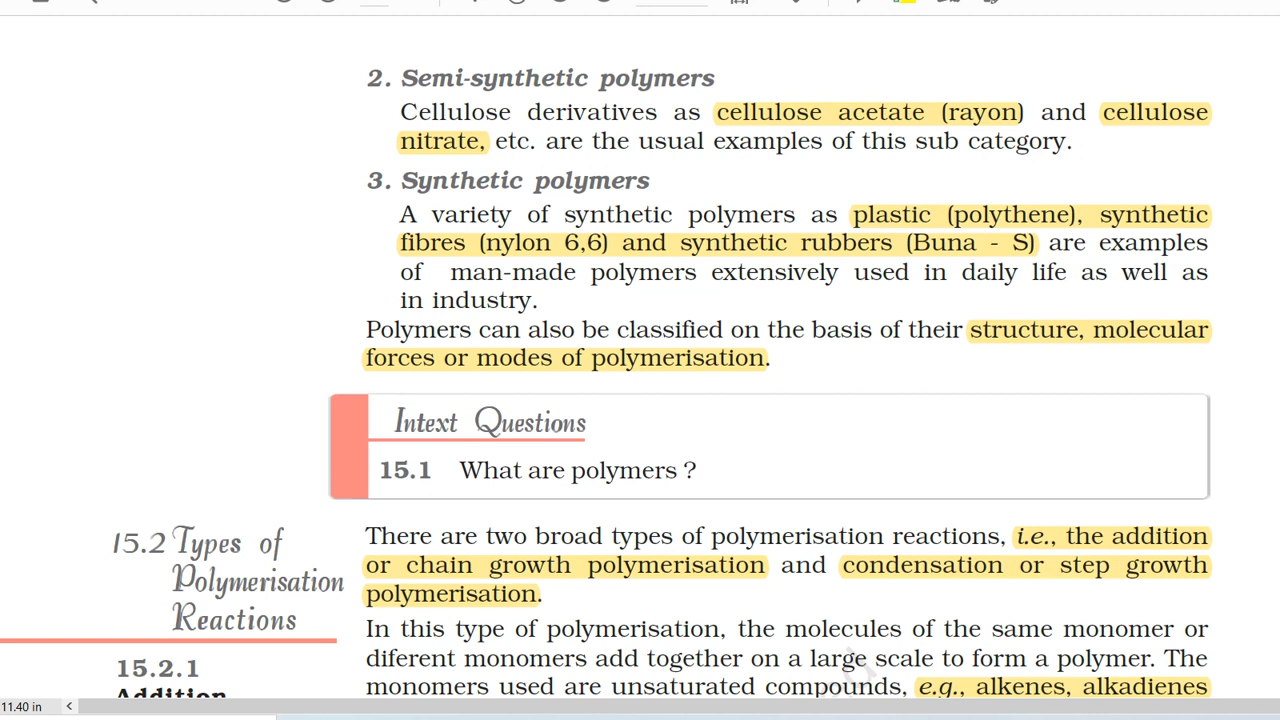 2. Semi-synthetic polymers
Cellulose derivatives as cellulose acetate (rayon) and cellulose
nitrate, etc. are the usual examples of this sub category.
3. Synthetic polymers
A variety of synthetic polymers as plastic (polythene), synthetic
fibres (nylon 6,6) and synthetic rubbers (Buna - S) are examples
of man-made polymers extensively used in daily life as well as
in industry.
Polymers can also be classified on the basis of their structure, molecular
forces or modes of polymerisation.
Intext Questions
15.1 What are polymers ?
15.2 Types of
Polymerisation
Reactions
There are two broad types of polymerisation reactions, i.e., the addition
or chain growth polymerisation and condensation or step growth
polymerisation.
15.2.1
Addition
In this type of polymerisation, the molecules of the same monomer or
diferent monomers add together on a large scale to form a polymer. The
monomers used are unsaturated compounds, e.g., alkenes, alkadienes
11.40 in